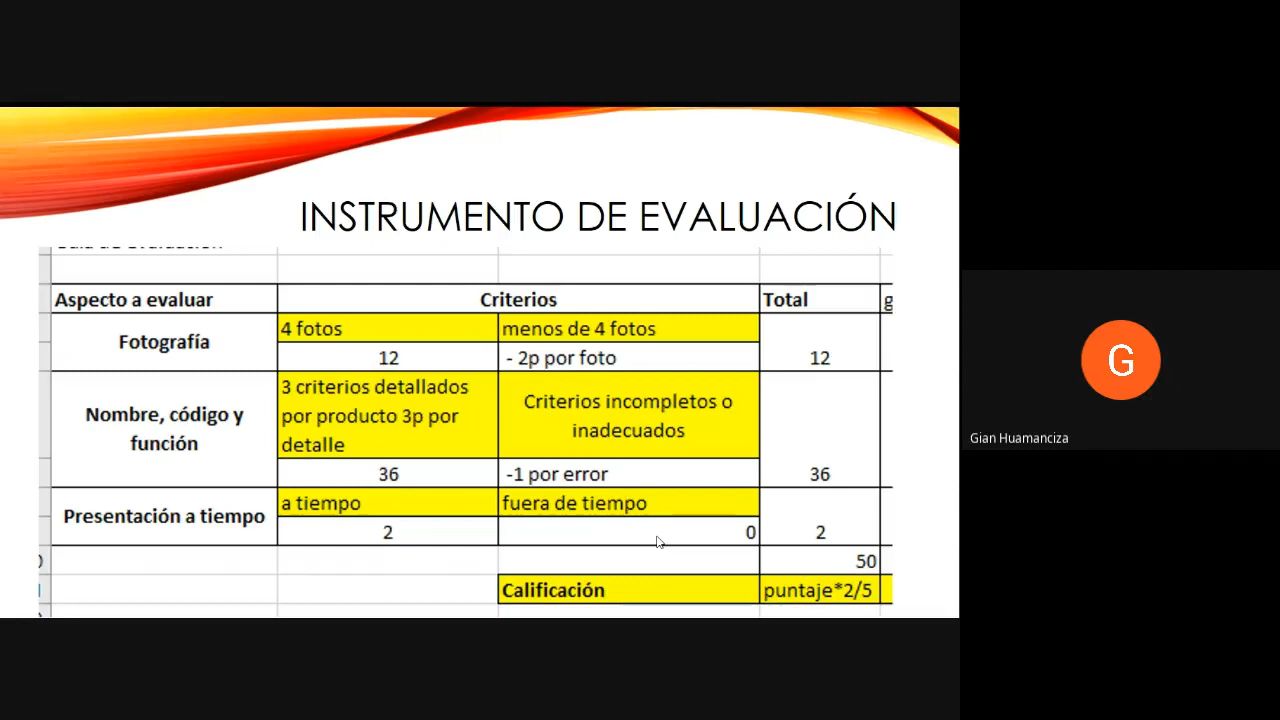 INSTRUMENTO DE EVALUACIÓN
Aspecto a evaluar Criterios Total
Fotografía 4 fotos menos de 4 fotos
12 - 2p por foto 12
Nombre, código y función 3 criterios detallados por producto 3p por detalle Criterios incompletos o inadecuados
36 -1 por error 36
Presentación a tiempo a tiempo fuera de tiempo
2 0 2
50
Calificación puntaje*2/5
G
Gian Huamanciza